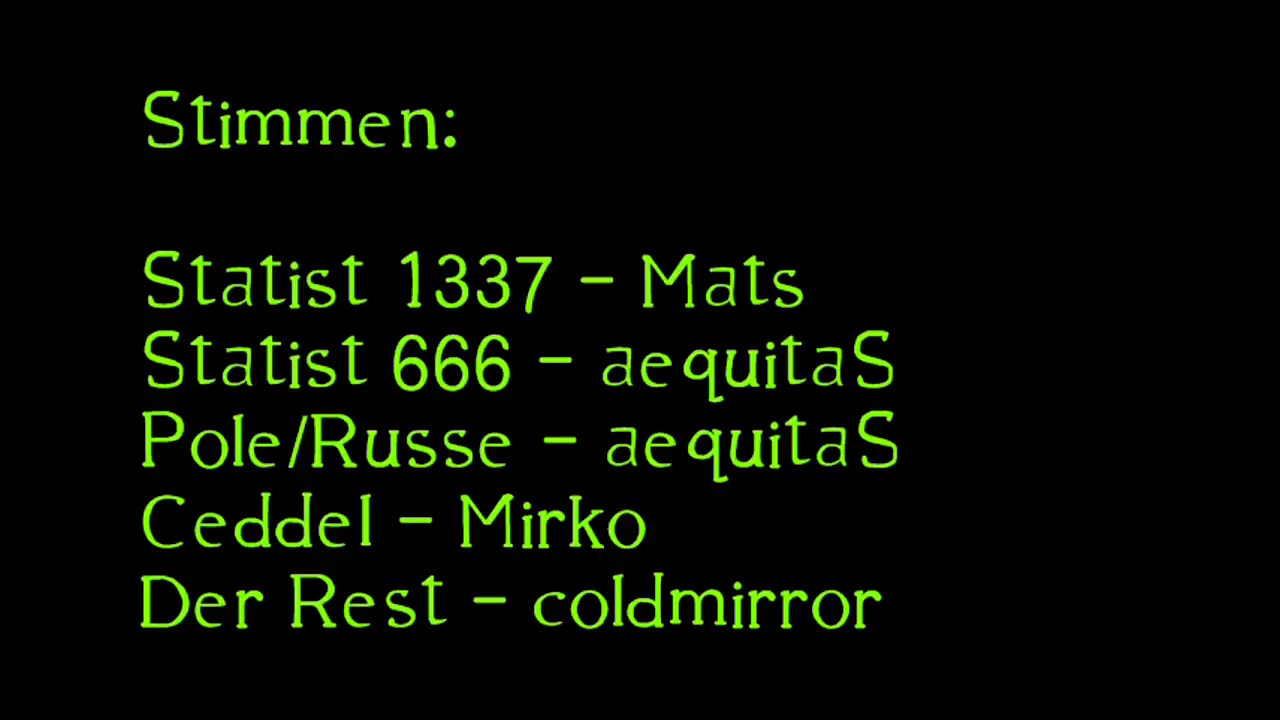 Stimmen:
Statist 1337 - Mats
Statist 666 - aequitaS
Pole/Russe - aequitaS
Ceddel - Mirko
Der Rest - coldmirror